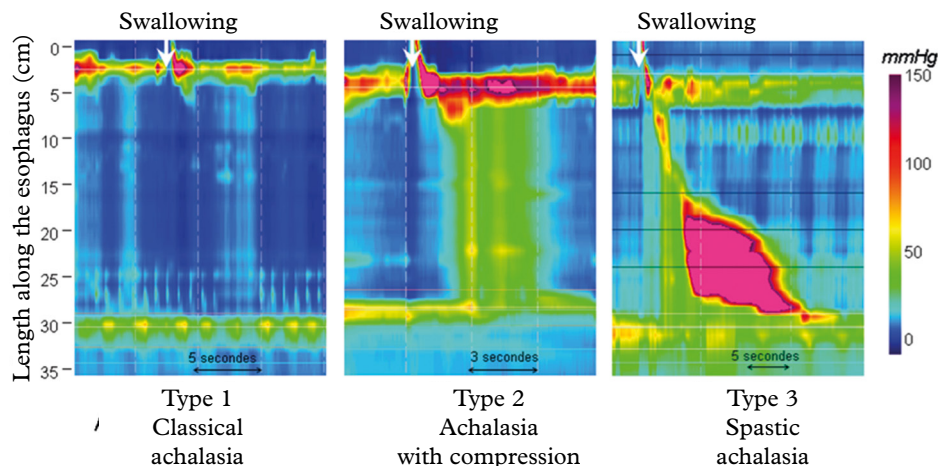 Swallowing
Swallowing
Swallowing
mmHg
Length along the esophagus (cm)
0
5
10
15
20
25
30
35
150
100
50
0
5 secondes
3 secondes
5 secondes
Type 1
Classical
achalasia
Type 2
Achalasia
with compression
Type 3
Spastic
achalasia